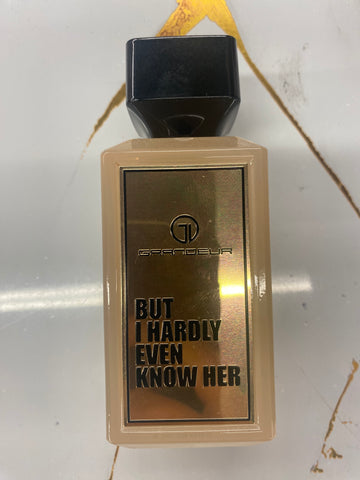 GRANDEUR
BUT
I HARDLY
EVEN
KNOW HER